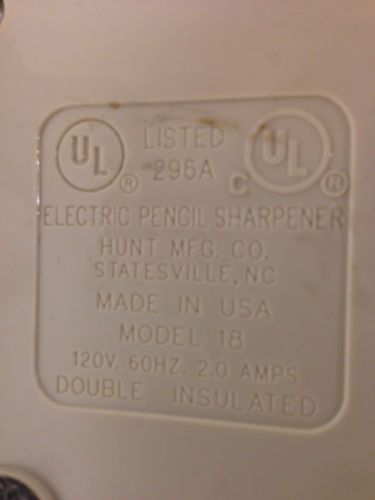 UL® LISTED 296A C UL®
ELECTRIC PENCIL SHARPENER
HUNT MFG. CO.
STATESVILLE, NC
MADE IN USA
MODEL 18
120V. 60HZ. 2.0 AMPS
DOUBLE INSULATED